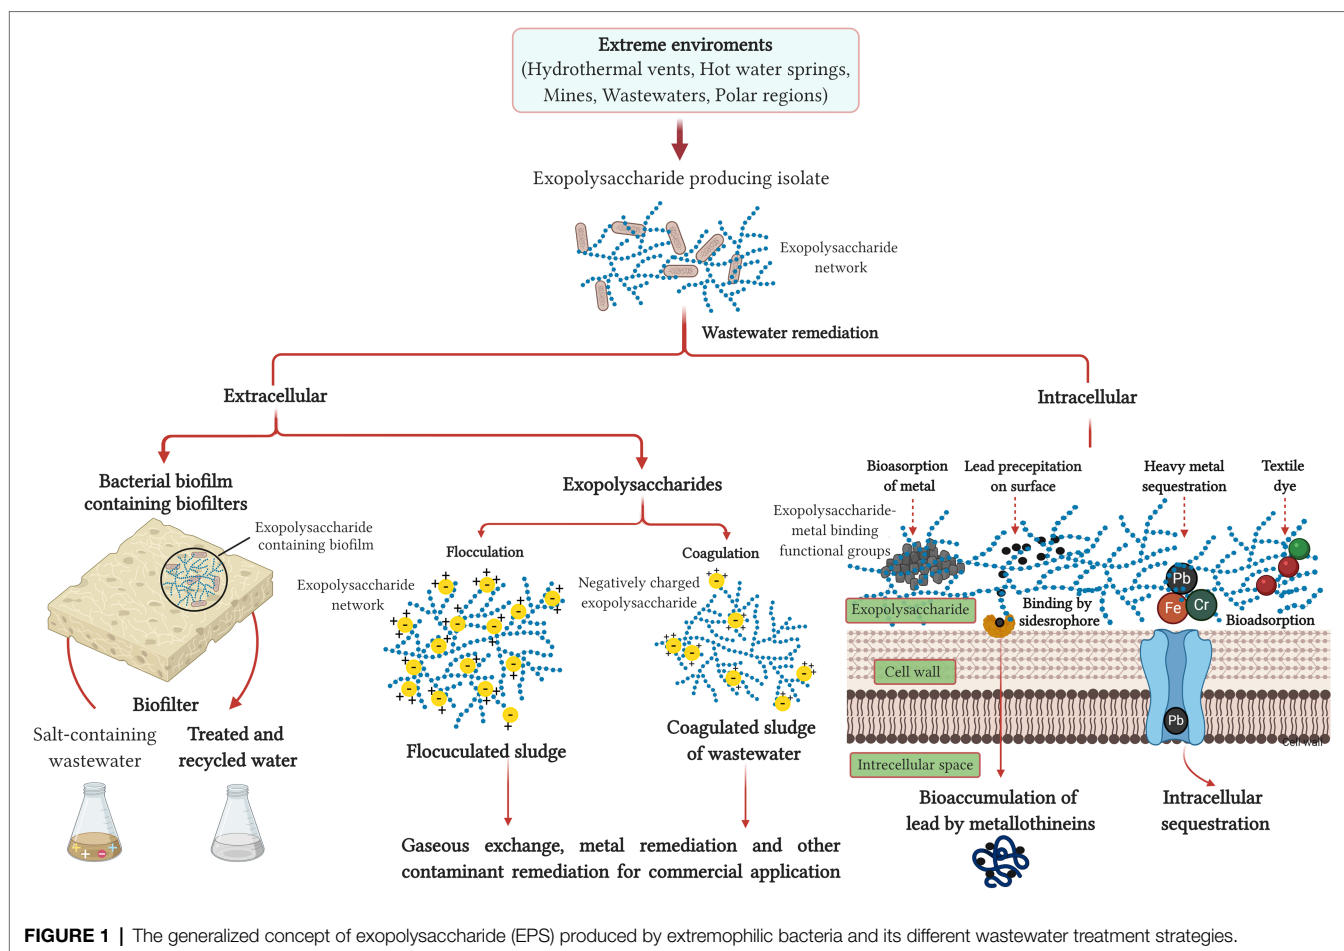 Extreme enviroments
(Hydrothermal vents, Hot water springs,
Mines, Wastewaters, Polar regions)
Exopolysaccharide producing isolate
Exopolysaccharide
network
Wastewater remediation
Extracellular
Intracellular
Bacterial biofilm
containing biofilters
Exopolysaccharide
containing biofilm
Biofilter
Salt-containing
wastewater
Treated and
recycled water
Exopolysaccharides
Flocculation
Exopolysaccharide
network
Flocuculated sludge
Coagulation
Negatively charged
exopolysaccharide
Coagulated sludge
of wastewater
Gaseous exchange, metal remediation and other
contaminant remediation for commercial application
Bioasorption
of metal
Lead precepitation
on surface
Heavy metal
sequestration
Textile
dye
Exopolysaccharide-
metal binding
functional groups
Exopolysaccharide
Binding by
sidesrophore
Pb
Fe
Cr
Bioadsorption
Cell wall
Pb
Cell wall
Intrecellular space
Bioaccumulation of
lead by metallothineins
Intracellular
sequestration
FIGURE 1 | The generalized concept of exopolysaccharide (EPS) produced by extremophilic bacteria and its different wastewater treatment strategies.